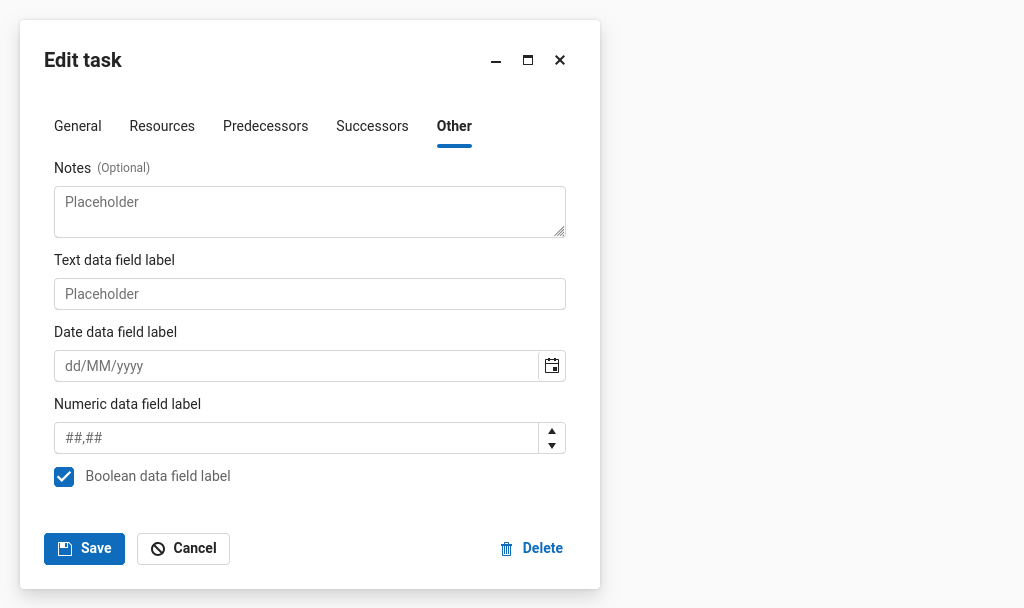 Edit task
General Resources Predecessors Successors Other
Notes (Optional)
Placeholder
Text data field label
Placeholder
Date data field label
dd/MM/yyyy
Numeric data field label
##,##
Boolean data field label
Save Cancel Delete